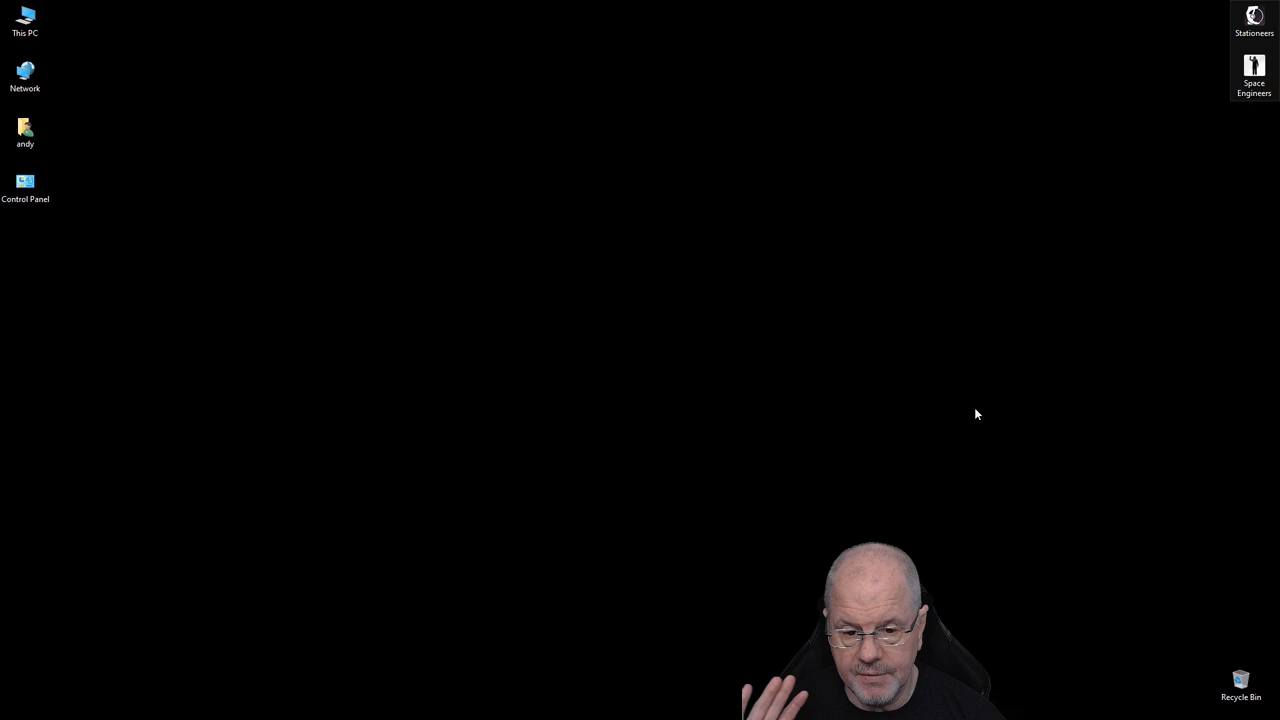 This PC
Network
andy
Control Panel
Stationeers
Space
Engineers
Recycle Bin